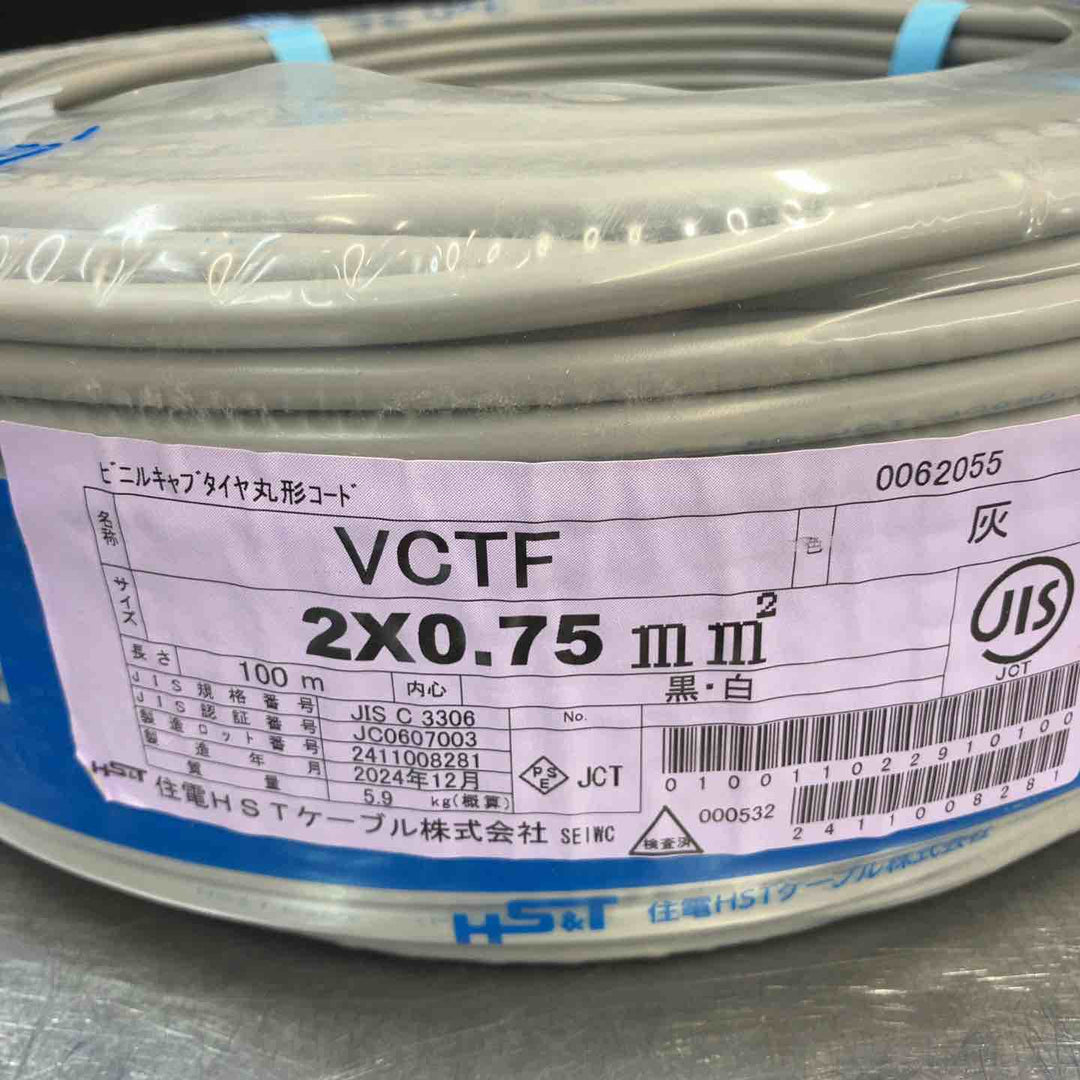 ﾋﾞﾆﾙｷｬﾌﾞﾀｲﾔ丸形ｺｰﾄﾞ 0062055
名称 VCTF 色 灰
サイズ 2X0.75mm²
長さ 100m 内心 黒・白
JIS規格番号 JIS C 3306
JIS認証番号 JC0607003
製造ロット番号 2411008281
製造年月 2024年12月
質量 5.9 kg(概算)
No.
PSE JCT
JIS
JCT
010011022910100
000532
2411008281
検査済
HS&T 住電HSTケーブル株式会社 SEIWC
HS&T 住電HSTケーブル株式会社